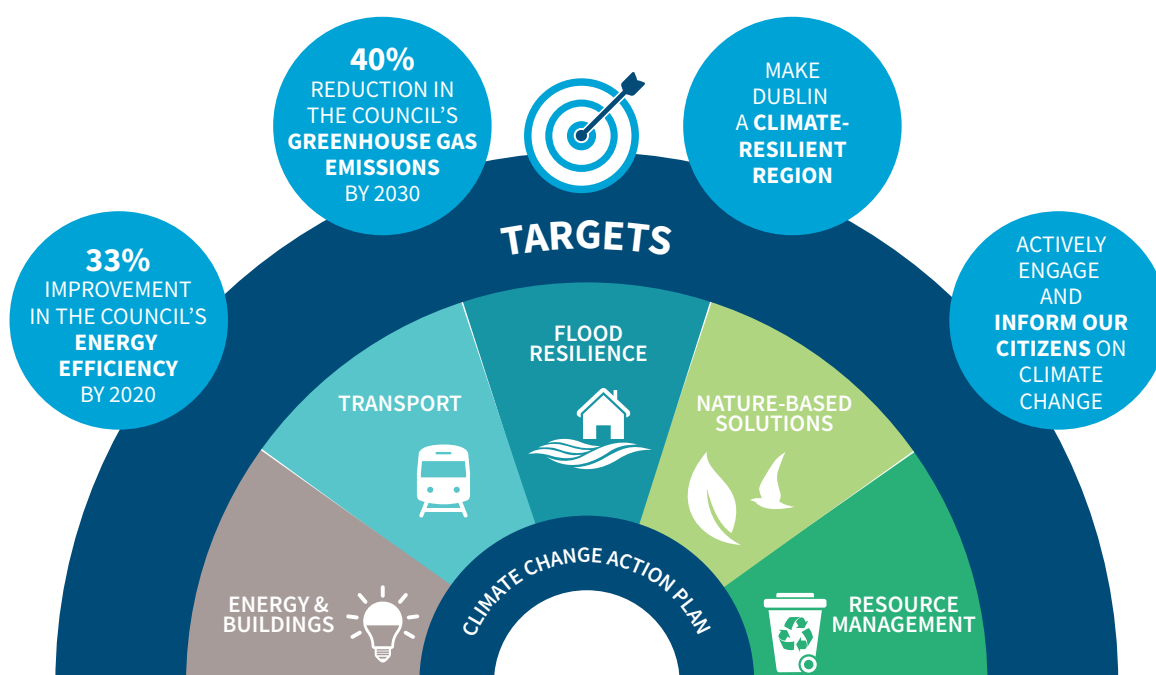 40%
REDUCTION IN
THE COUNCIL'S
GREENHOUSE GAS
EMISSIONS
BY 2030
MAKE
DUBLIN
A CLIMATE-
RESILIENT
REGION
33%
IMPROVEMENT
IN THE COUNCIL'S
ENERGY
EFFICIENCY
BY 2020
TARGETS
ACTIVELY
ENGAGE
AND
INFORM OUR
CITIZENS ON
CLIMATE
CHANGE
TRANSPORT
FLOOD
RESILIENCE
NATURE-BASED
SOLUTIONS
ENERGY &
BUILDINGS
CLIMATE CHANGE ACTION PLAN
RESOURCE
MANAGEMENT